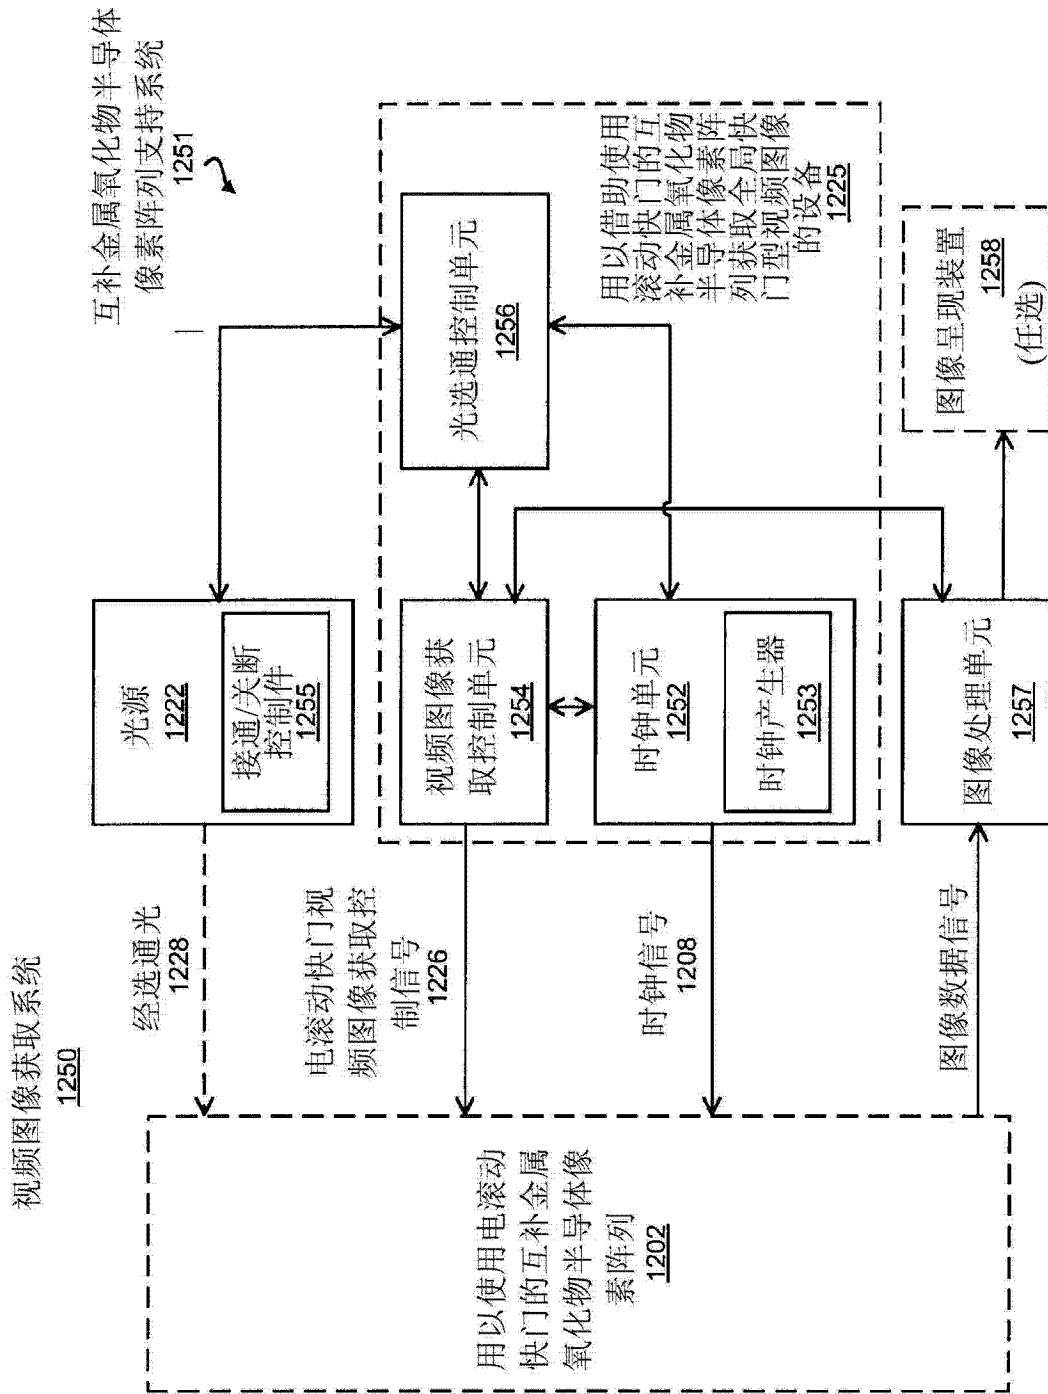 视频图像获取系统
1250
互补金属氧化物半导体
像素阵列支持系统
1251
用以使用电滚动
快门的互补金属
氧化物半导体像
素阵列
1202
经选通光
1228
光源
1222
接通/关断
控制件
1255
电滚动快门视
频图像获取控
制信号
1226
视频图像获
取控制单元
1254
光选通控制单元
1256
用以借助使用用
滚动快门的互
补金属氧化物
半导体像素阵
列获取全局快
门型视频图像
的设备
1225
时钟信号
1208
时钟单元
1252
时钟产生器
1253
图像数据信号
图像处理单元
1257
图像呈现装置
1258
(任选)